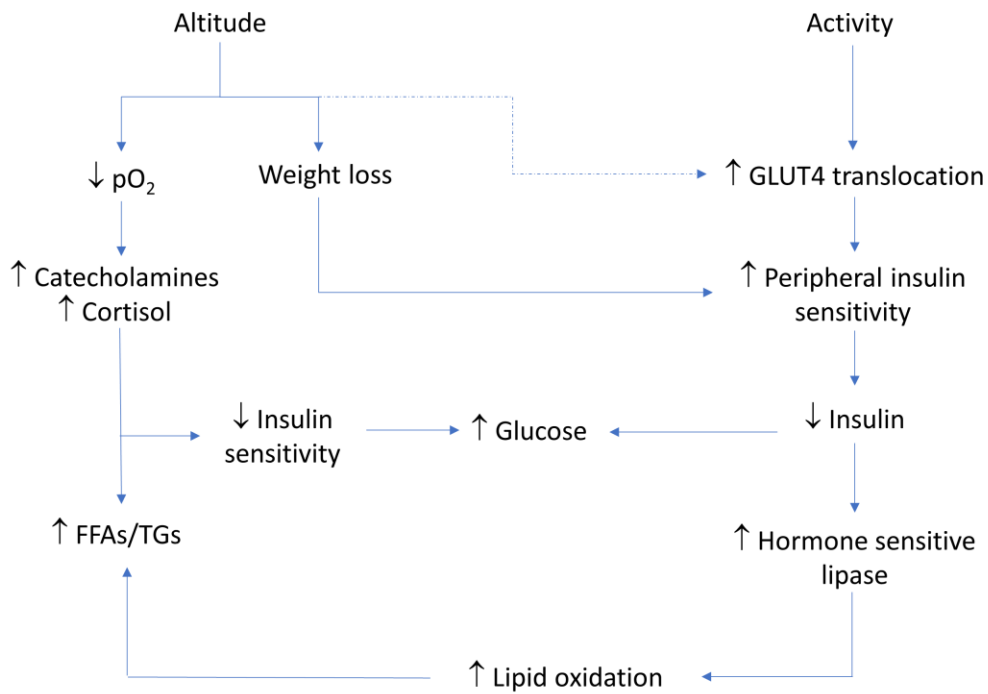 Altitude
Activity
↓ pO₂
Weight loss
↑ GLUT4 translocation
↑ Catecholamines
↑ Cortisol
↑ Peripheral insulin
sensitivity
↓ Insulin
sensitivity
↑ Glucose
↓ Insulin
↑ FFAs/TGs
↑ Hormone sensitive
lipase
↑ Lipid oxidation